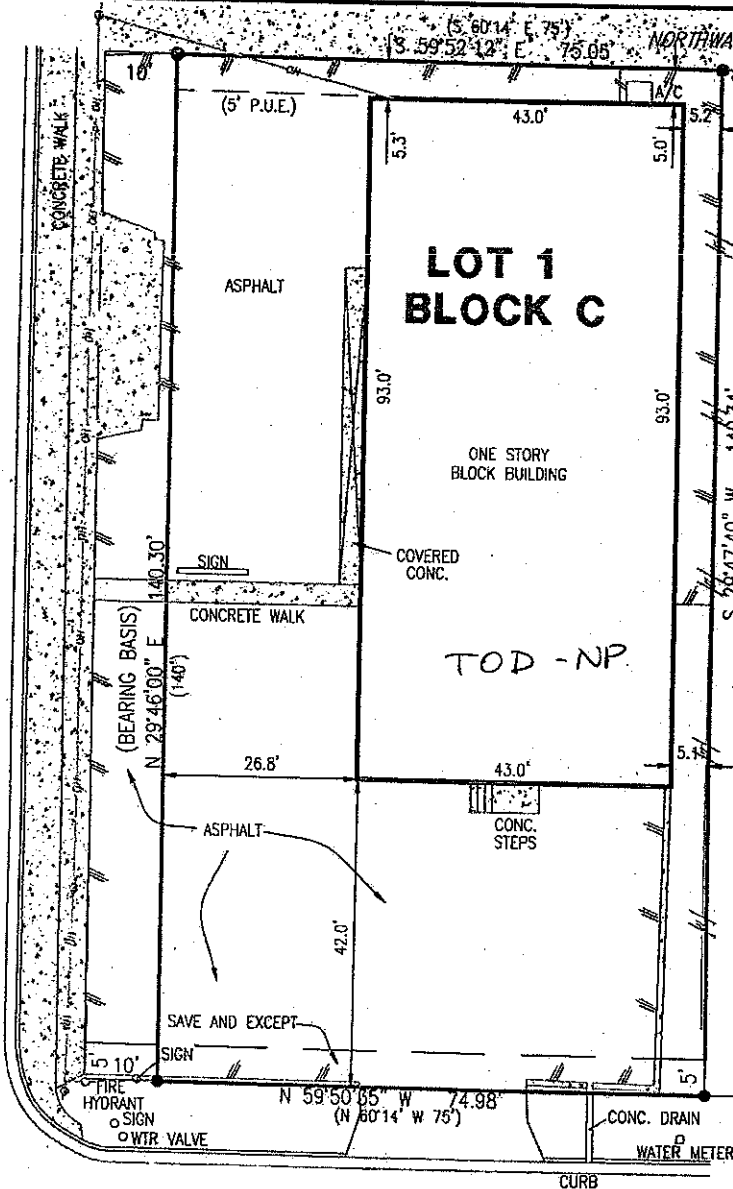 (S 60°14' E 75')
S 59°52'12" E 75.05'
10'
OH
(5' P.U.E.)
A/C
43.0'
5.2'
5.3'
5.0'
CONCRETE WALK
LOT 1
BLOCK C
ASPHALT
93.0'
93.0'
ONE STORY
BLOCK BUILDING
COVERED
CONC.
SIGN
CONCRETE WALK
(BEARING BASIS)
N 29°46'00" E 140.30'
(140')
TOD - NP
26.8'
43.0'
5.1'
CONC.
STEPS
ASPHALT
42.0'
SAVE AND EXCEPT
5'
10'
SIGN
5'
FIRE
HYDRANT
SIGN
WTR VALVE
N 59°50'35" W 74.98'
(N 60°14' W 75')
CONC. DRAIN
WATER METER
CURB